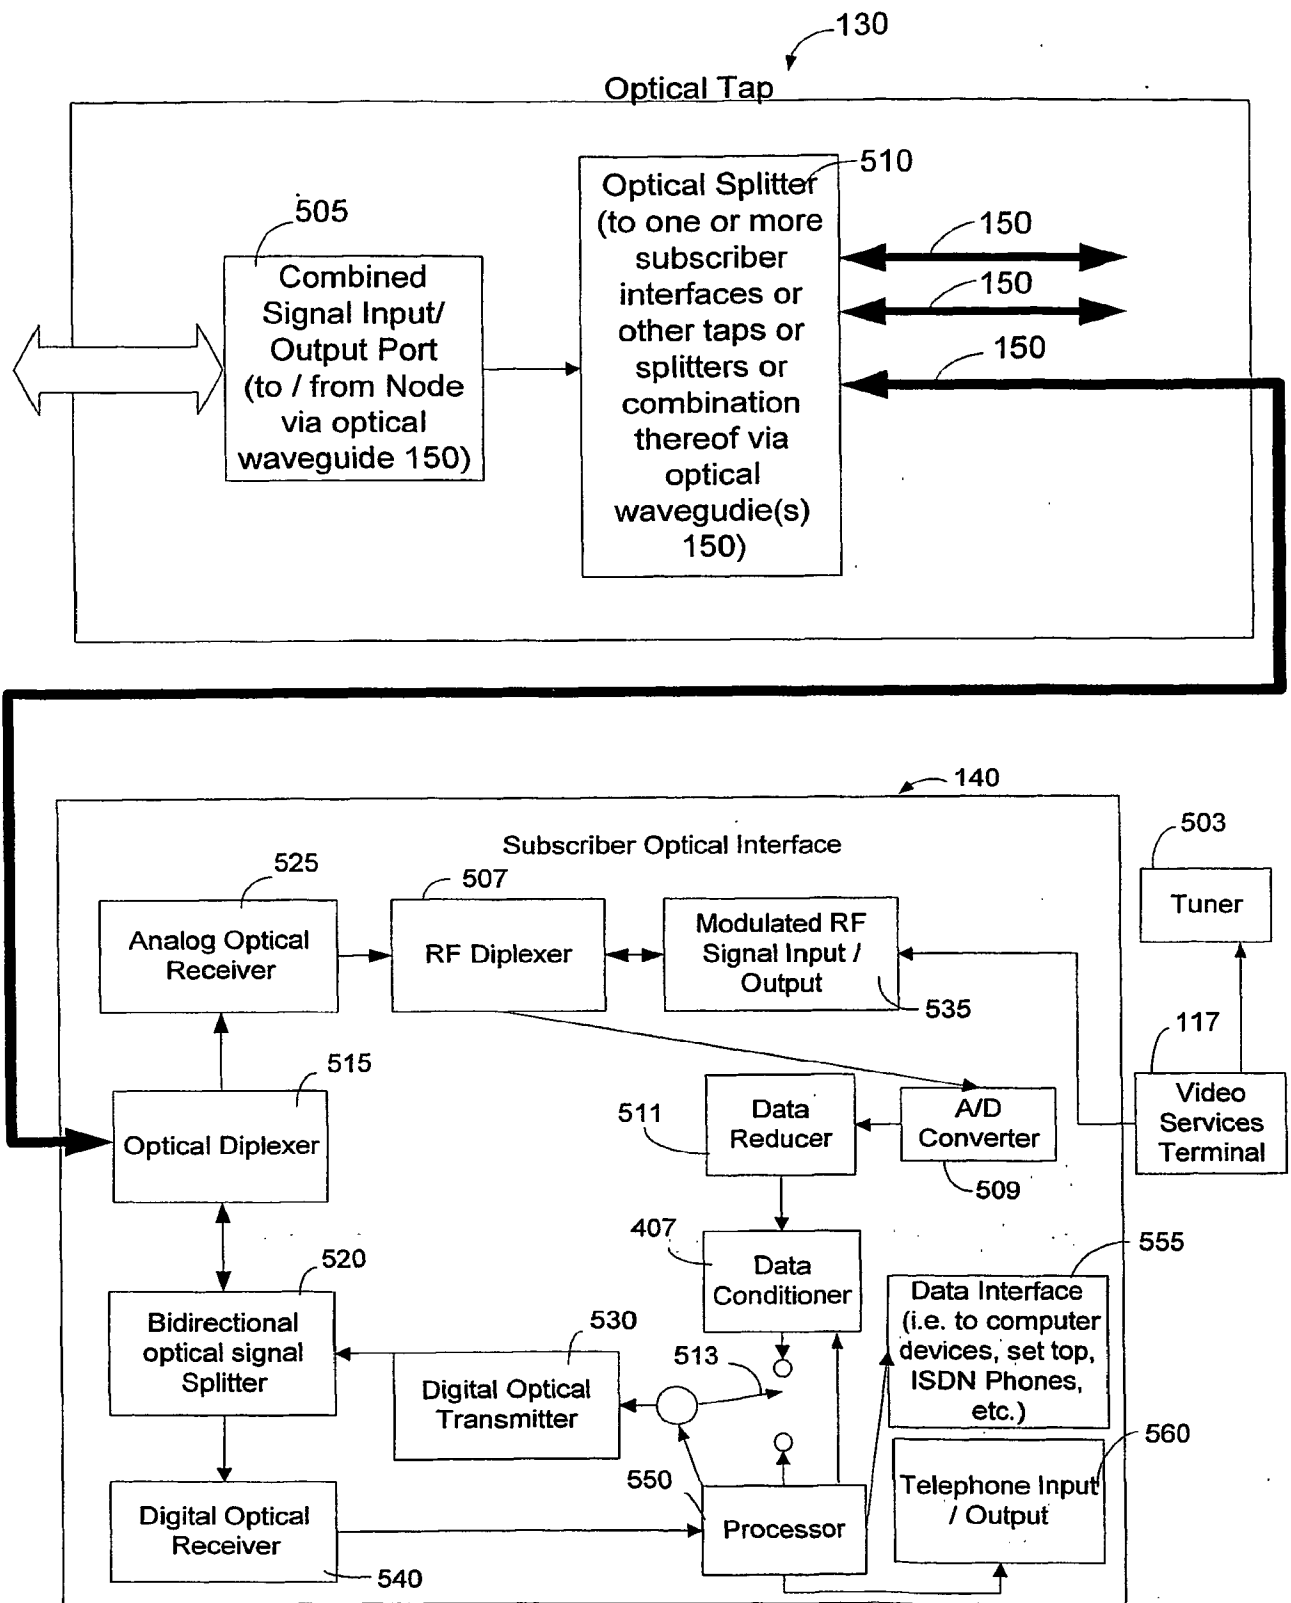 130
Optical Tap
510
Optical Splitter
(to one or more
subscriber
interfaces or
other taps or
splitters or
combination
thereof via
optical
wavegudie(s)
150)
505
Combined
Signal Input/
Output Port
(to / from Node
via optical
waveguide 150)
150
150
150
140
Subscriber Optical Interface
503
Tuner
525
Analog Optical
Receiver
507
RF Diplexer
Modulated RF
Signal Input /
Output
535
117
Video
Services
Terminal
515
Optical Diplexer
511
Data
Reducer
A/D
Converter
509
407
Data
Conditioner
555
Data Interface
(i.e. to computer
devices, set top,
ISDN Phones,
etc.)
520
Bidirectional
optical signal
Splitter
530
Digital Optical
Transmitter
513
560
Telephone Input
/ Output
550
Processor
Digital Optical
Receiver
540